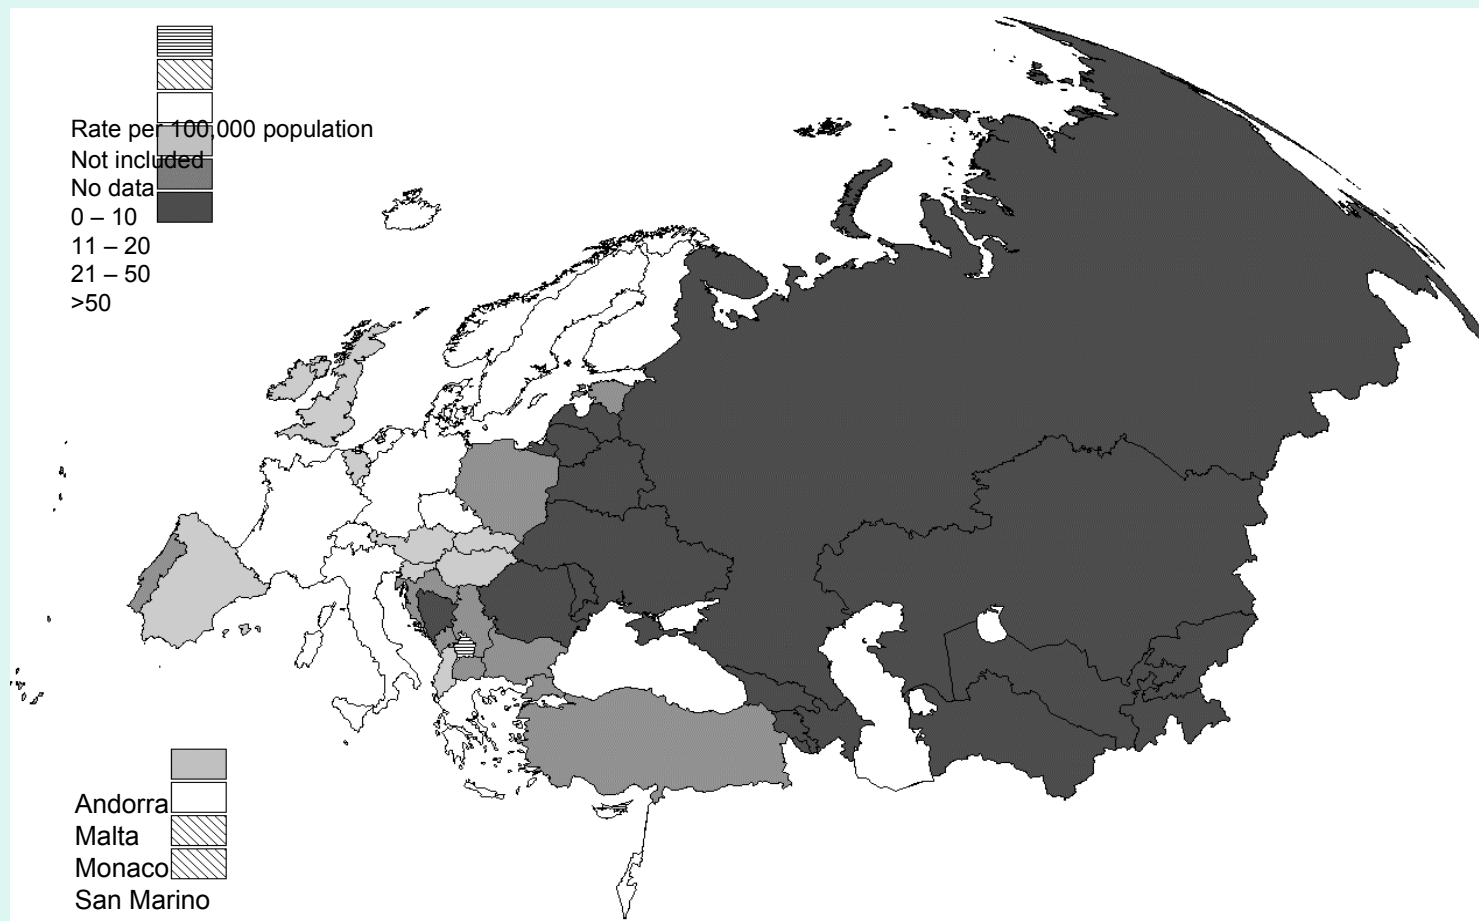 Rate per 100,000 population
Not included
No data
0 – 10
11 – 20
21 – 50
>50
Andorra
Malta
Monaco
San Marino